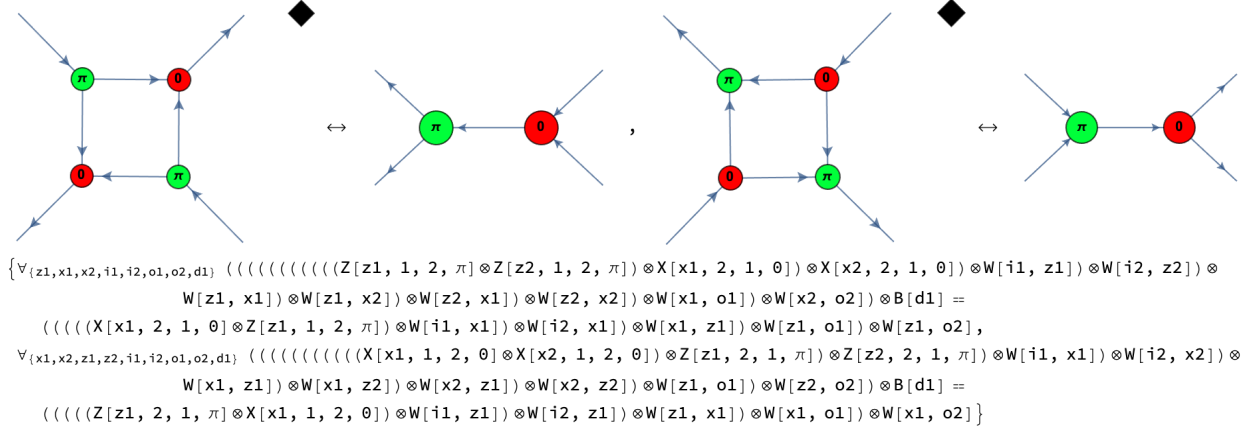 π 0 π 0
↔ π 0 , ↔ π 0
0 π 0 π
{∀{z1,x1,x2,i1,i2,o1,o2,d1} (((((((((((Z[z1, 1, 2, π]⊗Z[z2, 1, 2, π])⊗X[x1, 2, 1, 0])⊗X[x2, 2, 1, 0])⊗W[i1, z1])⊗W[i2, z2])⊗
W[z1, x1])⊗W[z1, x2])⊗W[z2, x1])⊗W[z2, x2])⊗W[x1, o1])⊗W[x2, o2])⊗B[d1] ==
(((((X[x1, 2, 1, 0]⊗Z[z1, 1, 2, π])⊗W[i1, x1])⊗W[i2, x1])⊗W[x1, z1])⊗W[z1, o1])⊗W[z1, o2],
∀{x1,x2,z1,z2,i1,i2,o1,o2,d1} (((((((((((X[x1, 1, 2, 0]⊗X[x2, 1, 2, 0])⊗Z[z1, 2, 1, π])⊗Z[z2, 2, 1, π])⊗W[i1, x1])⊗W[i2, x2])⊗
W[x1, z1])⊗W[x1, z2])⊗W[x2, z1])⊗W[x2, z2])⊗W[z1, o1])⊗W[z2, o2])⊗B[d1] ==
(((((Z[z1, 2, 1, π]⊗X[x1, 1, 2, 0])⊗W[i1, z1])⊗W[i2, z1])⊗W[z1, x1])⊗W[x1, o1])⊗W[x1, o2]}